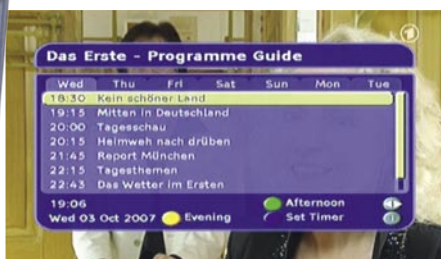 Das Erste - Programme Guide
Wed Thu Fri Sat Sun Mon Tue
18:30 Kein schöner Land
19:15 Mitten in Deutschland
20:00 Tagesschau
20:15 Heimweh nach drüben
21:45 Report München
22:15 Tagesthemen
22:43 Das Wetter im Ersten
19:06 Afternoon
Wed 03 Oct 2007 Evening Set Timer